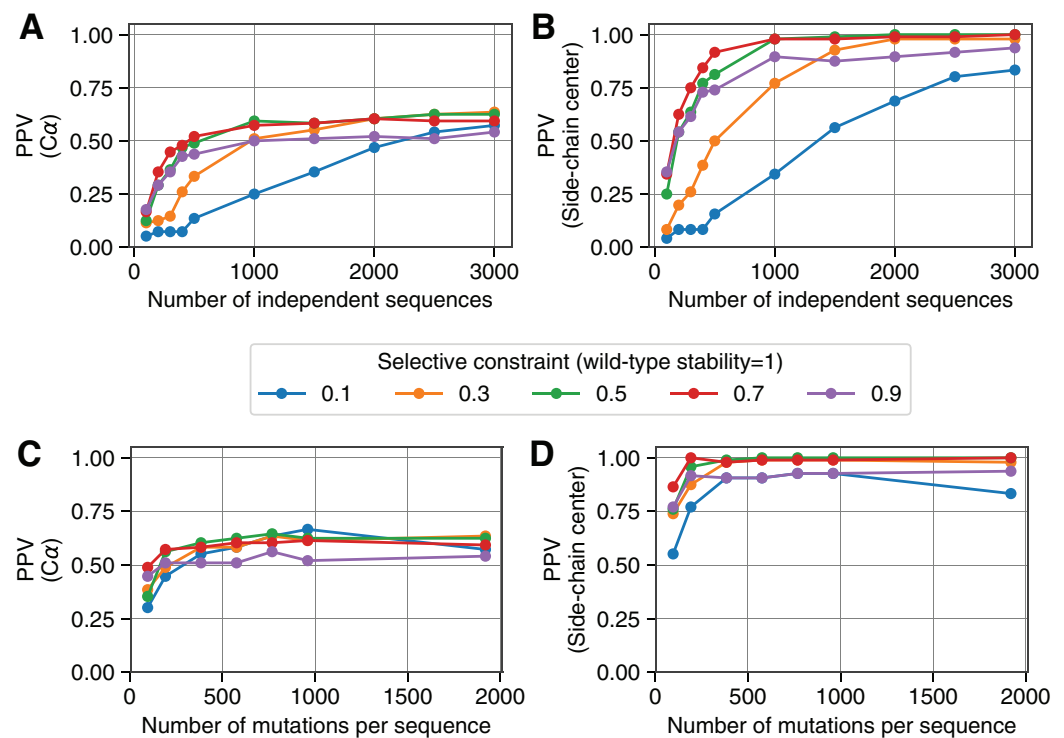 A
1.00
0.75
0.50
0.25
0.00
PPV
(Cα)
0
1000
2000
3000
Number of independent sequences
B
1.00
0.75
0.50
0.25
0.00
PPV
(Side-chain center)
0
1000
2000
3000
Number of independent sequences
Selective constraint (wild-type stability=1)
0.1
0.3
0.5
0.7
0.9
C
1.00
0.75
0.50
0.25
0.00
PPV
(Cα)
0
500
1000
1500
2000
Number of mutations per sequence
D
1.00
0.75
0.50
0.25
0.00
PPV
(Side-chain center)
0
500
1000
1500
2000
Number of mutations per sequence